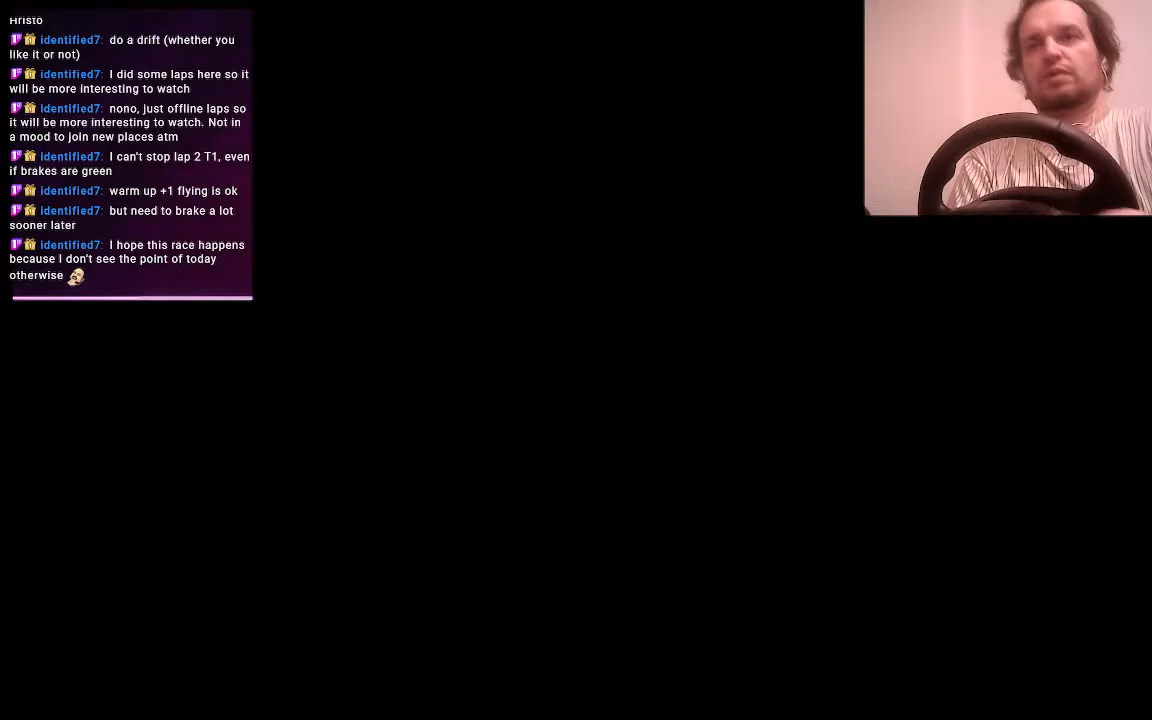 Hristo
identified7: do a drift (whether you
like it or not)
identified7: I did some laps here so it
will be more interesting to watch
identified7: nono, just offline laps so
it will be more interesting to watch. Not in
a mood to join new places atm
identified7: I can't stop lap 2 T1, even
if brakes are green
identified7: warm up +1 flying is ok
identified7: but need to brake a lot
sooner later
identified7: I hope this race happens
because I don't see the point of today
otherwise